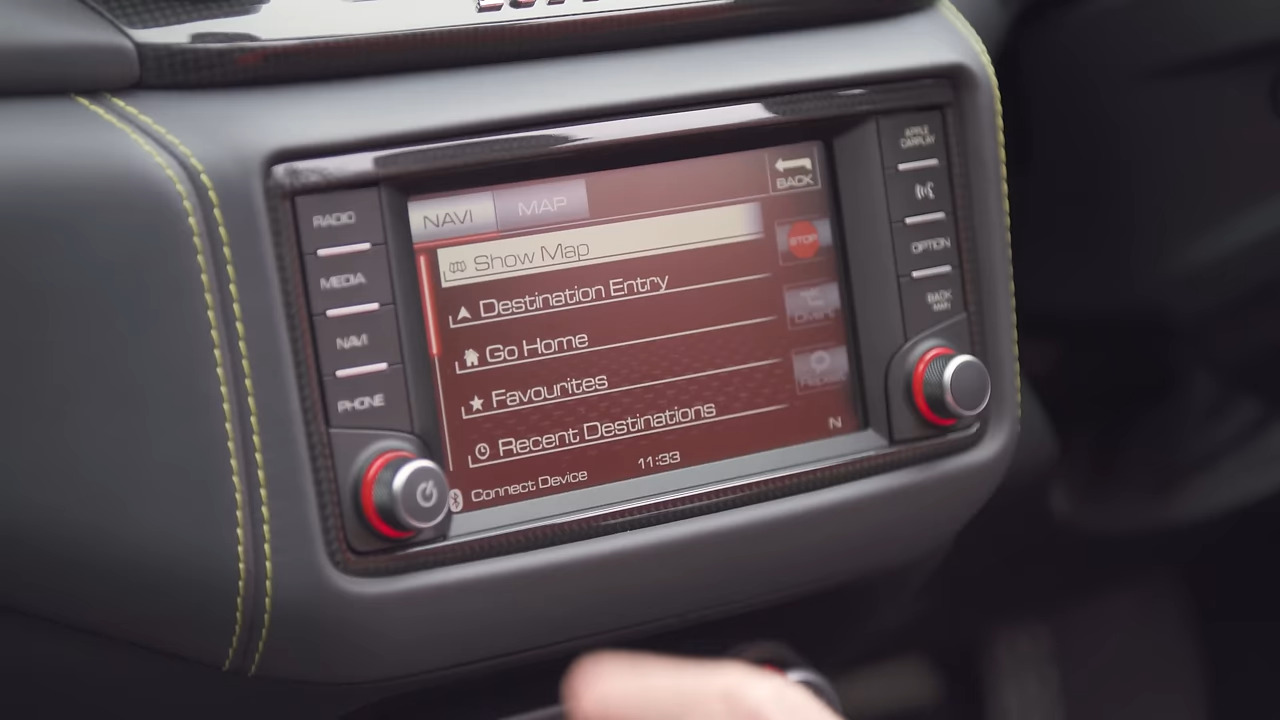 RADIO
MEDIA
NAVI
PHONE
NAVI
MAP
BACK
Show Map
Destination Entry
Go Home
Favourites
Recent Destinations
Connect Device
11:33
N
STOP
APPLE
CARPLAY
OPTION
BACK